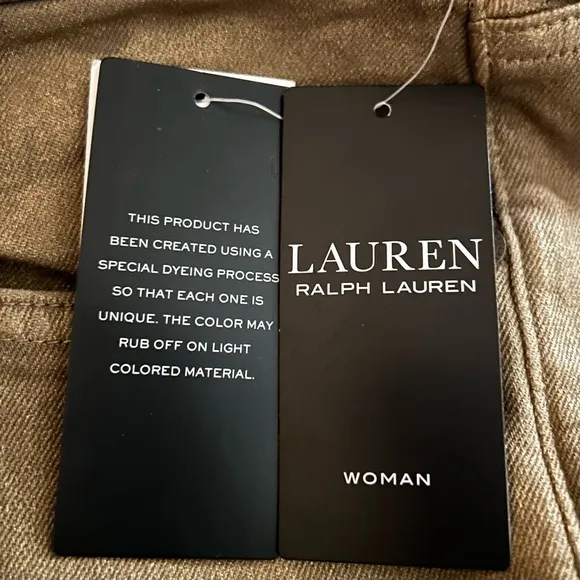 THIS PRODUCT HAS
BEEN CREATED USING A
SPECIAL DYEING PROCESS
SO THAT EACH ONE IS
UNIQUE. THE COLOR MAY
RUB OFF ON LIGHT
COLORED MATERIAL.
LAUREN
RALPH LAUREN
WOMAN